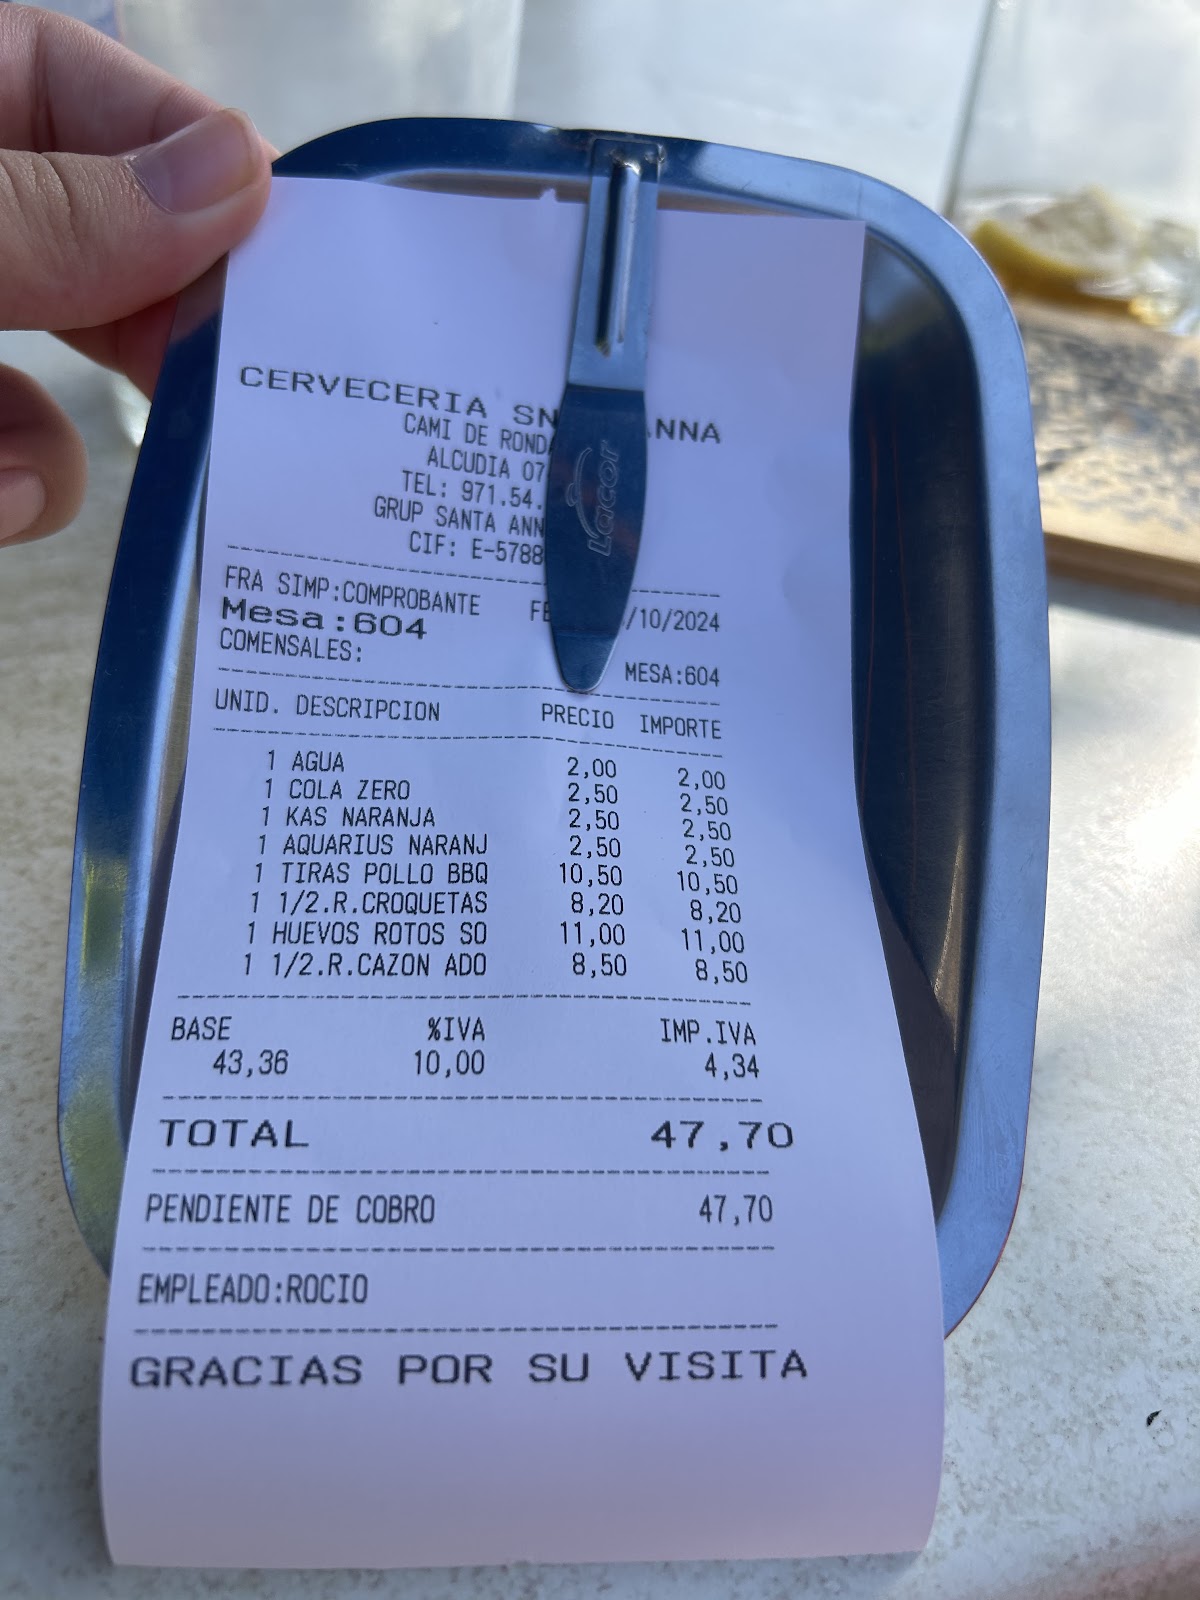 CERVECERIA SN ANNA
CAMI DE RONDA
ALCUDIA 07
TEL: 971.54.
GRUP SANTA ANN
CIF: E-5788
Lacor
FRA SIMP:COMPROBANTE FE /10/2024
Mesa:604
COMENSALES: MESA:604
UNID. DESCRIPCION PRECIO IMPORTE
1 AGUA 2,00 2,00
1 COLA ZERO 2,50 2,50
1 KAS NARANJA 2,50 2,50
1 AQUARIUS NARANJ 2,50 2,50
1 TIRAS POLLO BBQ 10,50 10,50
1 1/2.R.CROQUETAS 8,20 8,20
1 HUEVOS ROTOS SO 11,00 11,00
1 1/2.R.CAZON ADO 8,50 8,50
BASE %IVA IMP.IVA
43,36 10,00 4,34
TOTAL 47,70
PENDIENTE DE COBRO 47,70
EMPLEADO:ROCIO
GRACIAS POR SU VISITA